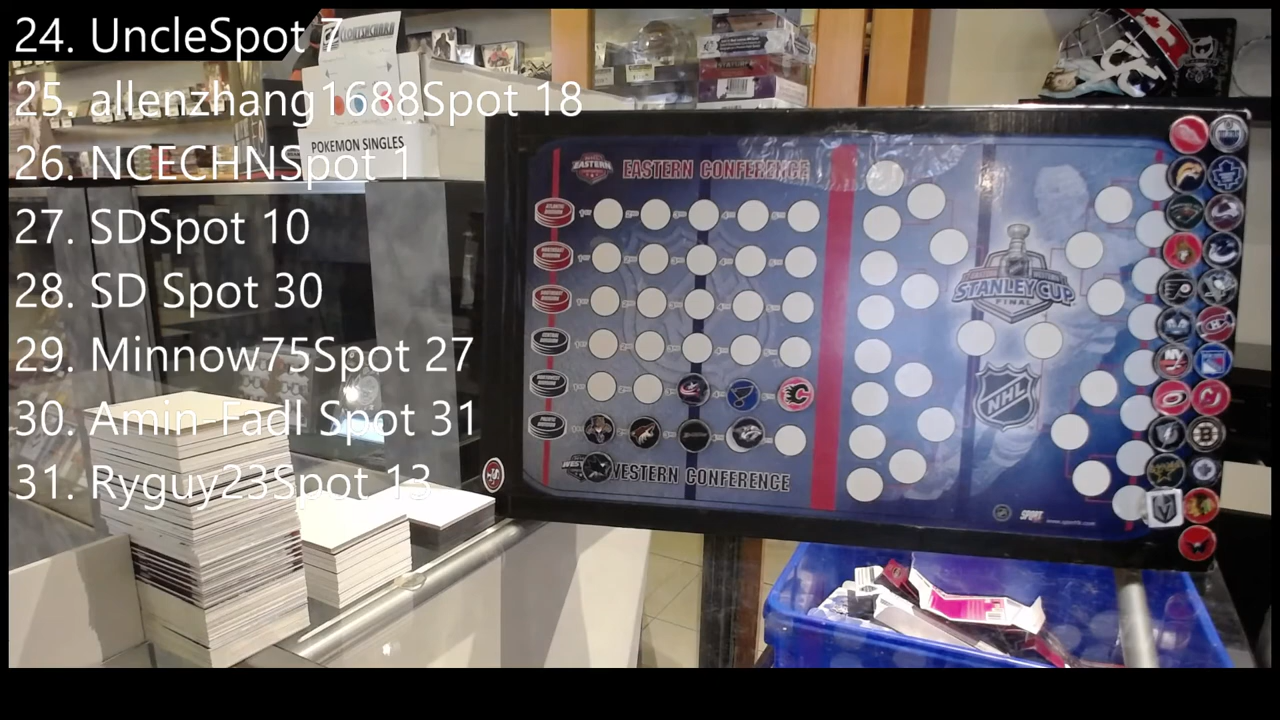 24. UncleSpot 7
25. allenzhang1688Spot 18
26. NCECHNSpot 1
27. SDSpot 10
28. SD Spot 30
29. Minnow75Spot 27
30. Amin-Fadl Spot 31
31. Ryguy23Spot 13
POKEMON SINGLES
EASTERN
EASTERN CONFERENCE
STANLEY CUP
FINAL
NHL
WESTERN CONFERENCE